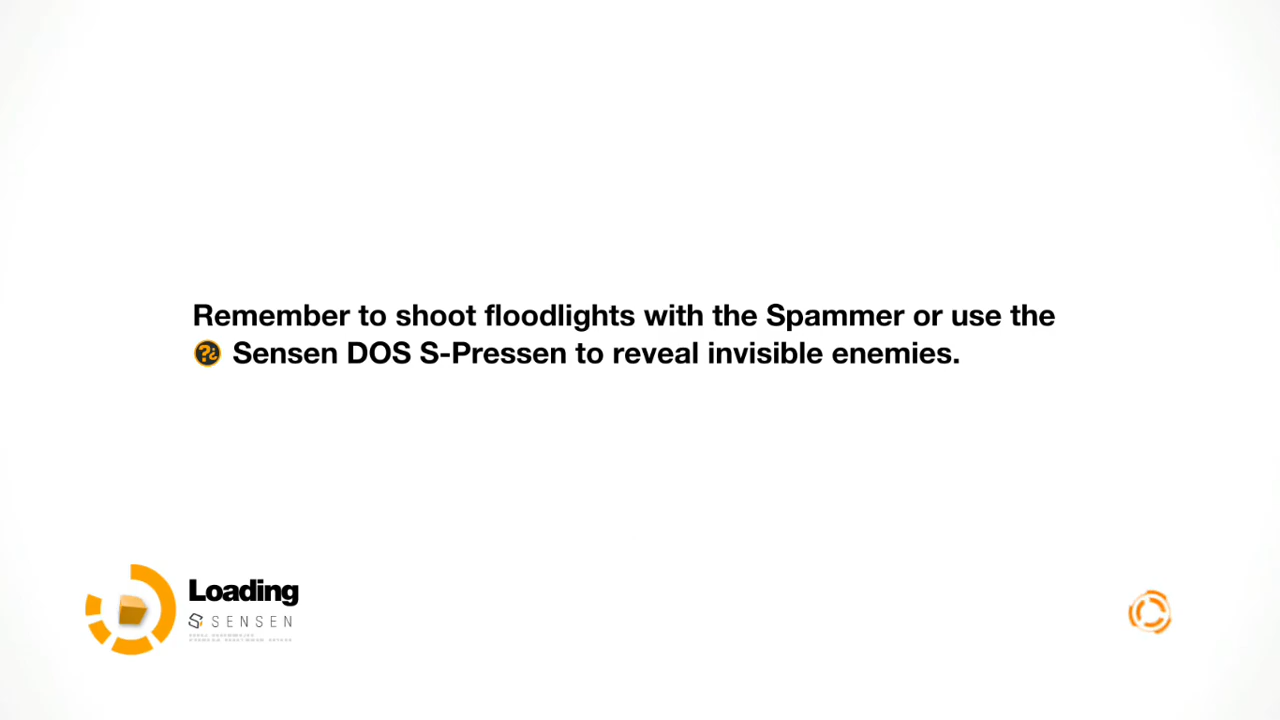 Remember to shoot floodlights with the Spammer or use the
Sensen DOS S-Pressen to reveal invisible enemies.
Loading
SENSEN